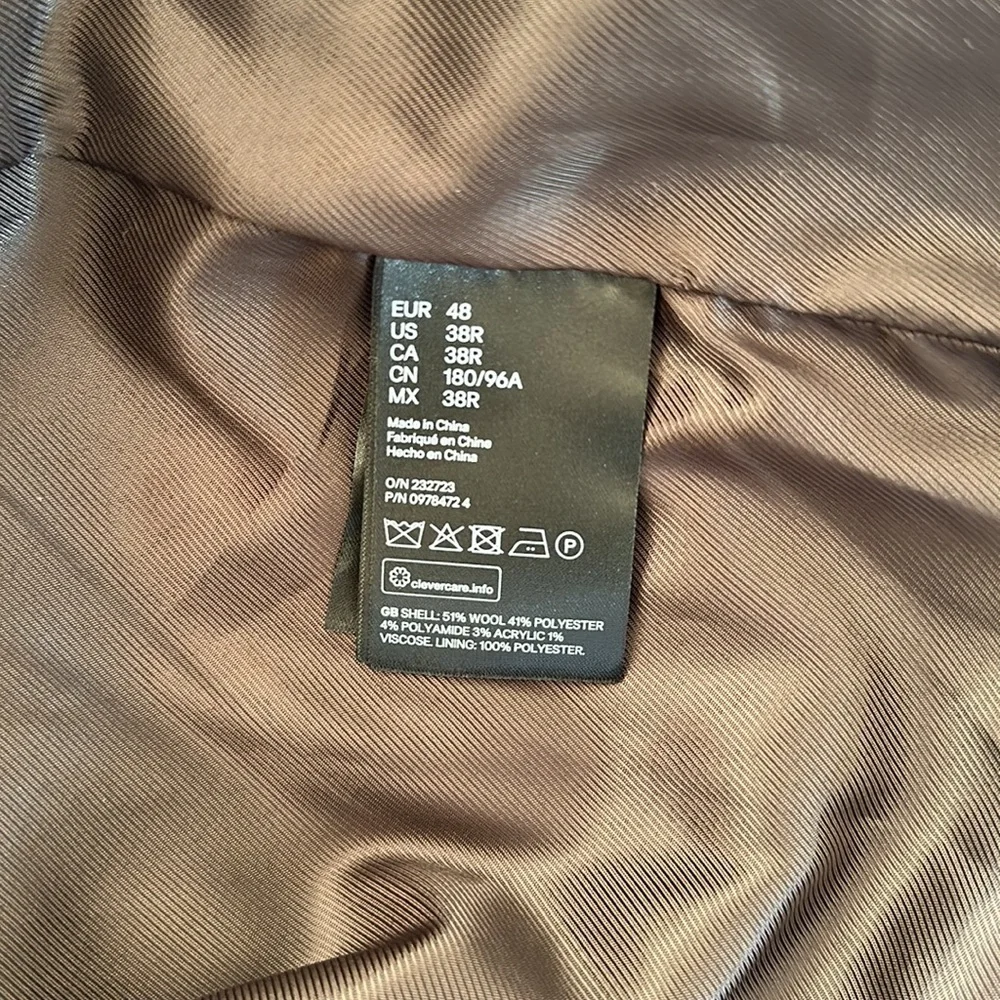 EUR 48
US 38R
CA 38R
CN 180/96A
MX 38R
Made in China
Fabriqué en Chine
Hecho en China
O/N 232723
P/N 0978472 4
P
clevercare.info
GB SHELL: 51% WOOL 41% POLYESTER
4% POLYAMIDE 3% ACRYLIC 1%
VISCOSE. LINING: 100% POLYESTER.